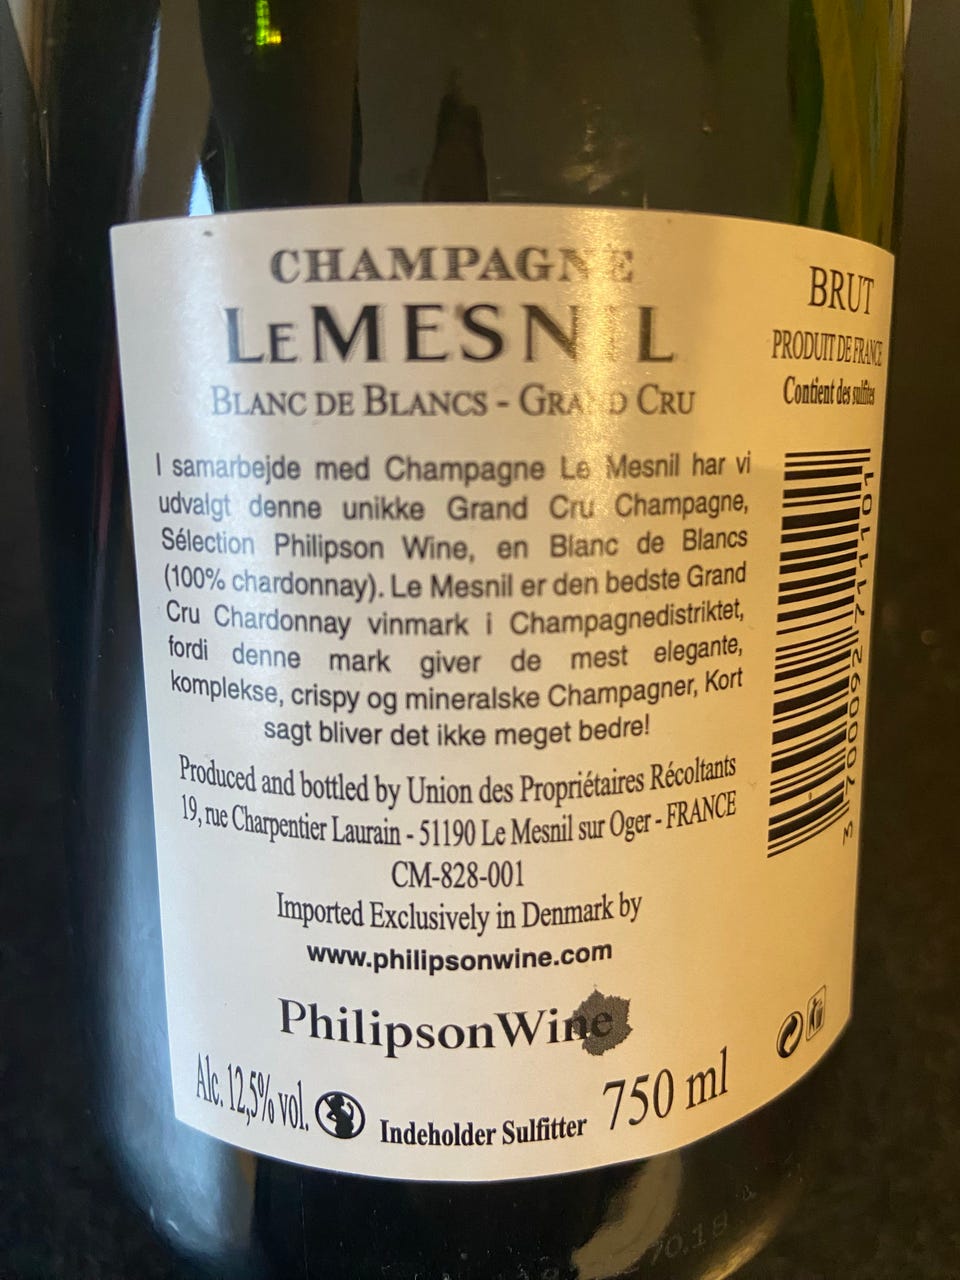 CHAMPAGNE
LE MESNIL
BLANC DE BLANCS - GRAND CRU
I samarbejde med Champagne Le Mesnil har vi
udvalgt denne unikke Grand Cru Champagne,
Sélection Philipson Wine, en Blanc de Blancs
(100% chardonnay). Le Mesnil er den bedste Grand
Cru Chardonnay vinmark i Champagnedistriktet,
fordi denne mark giver de mest elegante,
komplekse, crispy og mineralske Champagner, Kort
sagt bliver det ikke meget bedre!
Produced and bottled by Union des Propriétaires Récoltants
19, rue Charpentier Laurain - 51190 Le Mesnil sur Oger - FRANCE
CM-828-001
Imported Exclusively in Denmark by
www.philipsonwine.com
PhilipsonWine
Alc. 12,5% vol.
Indeholder Sulfitter
750 ml
BRUT
PRODUIT DE FRANCE
Contient des sulfites
3 700092 711101